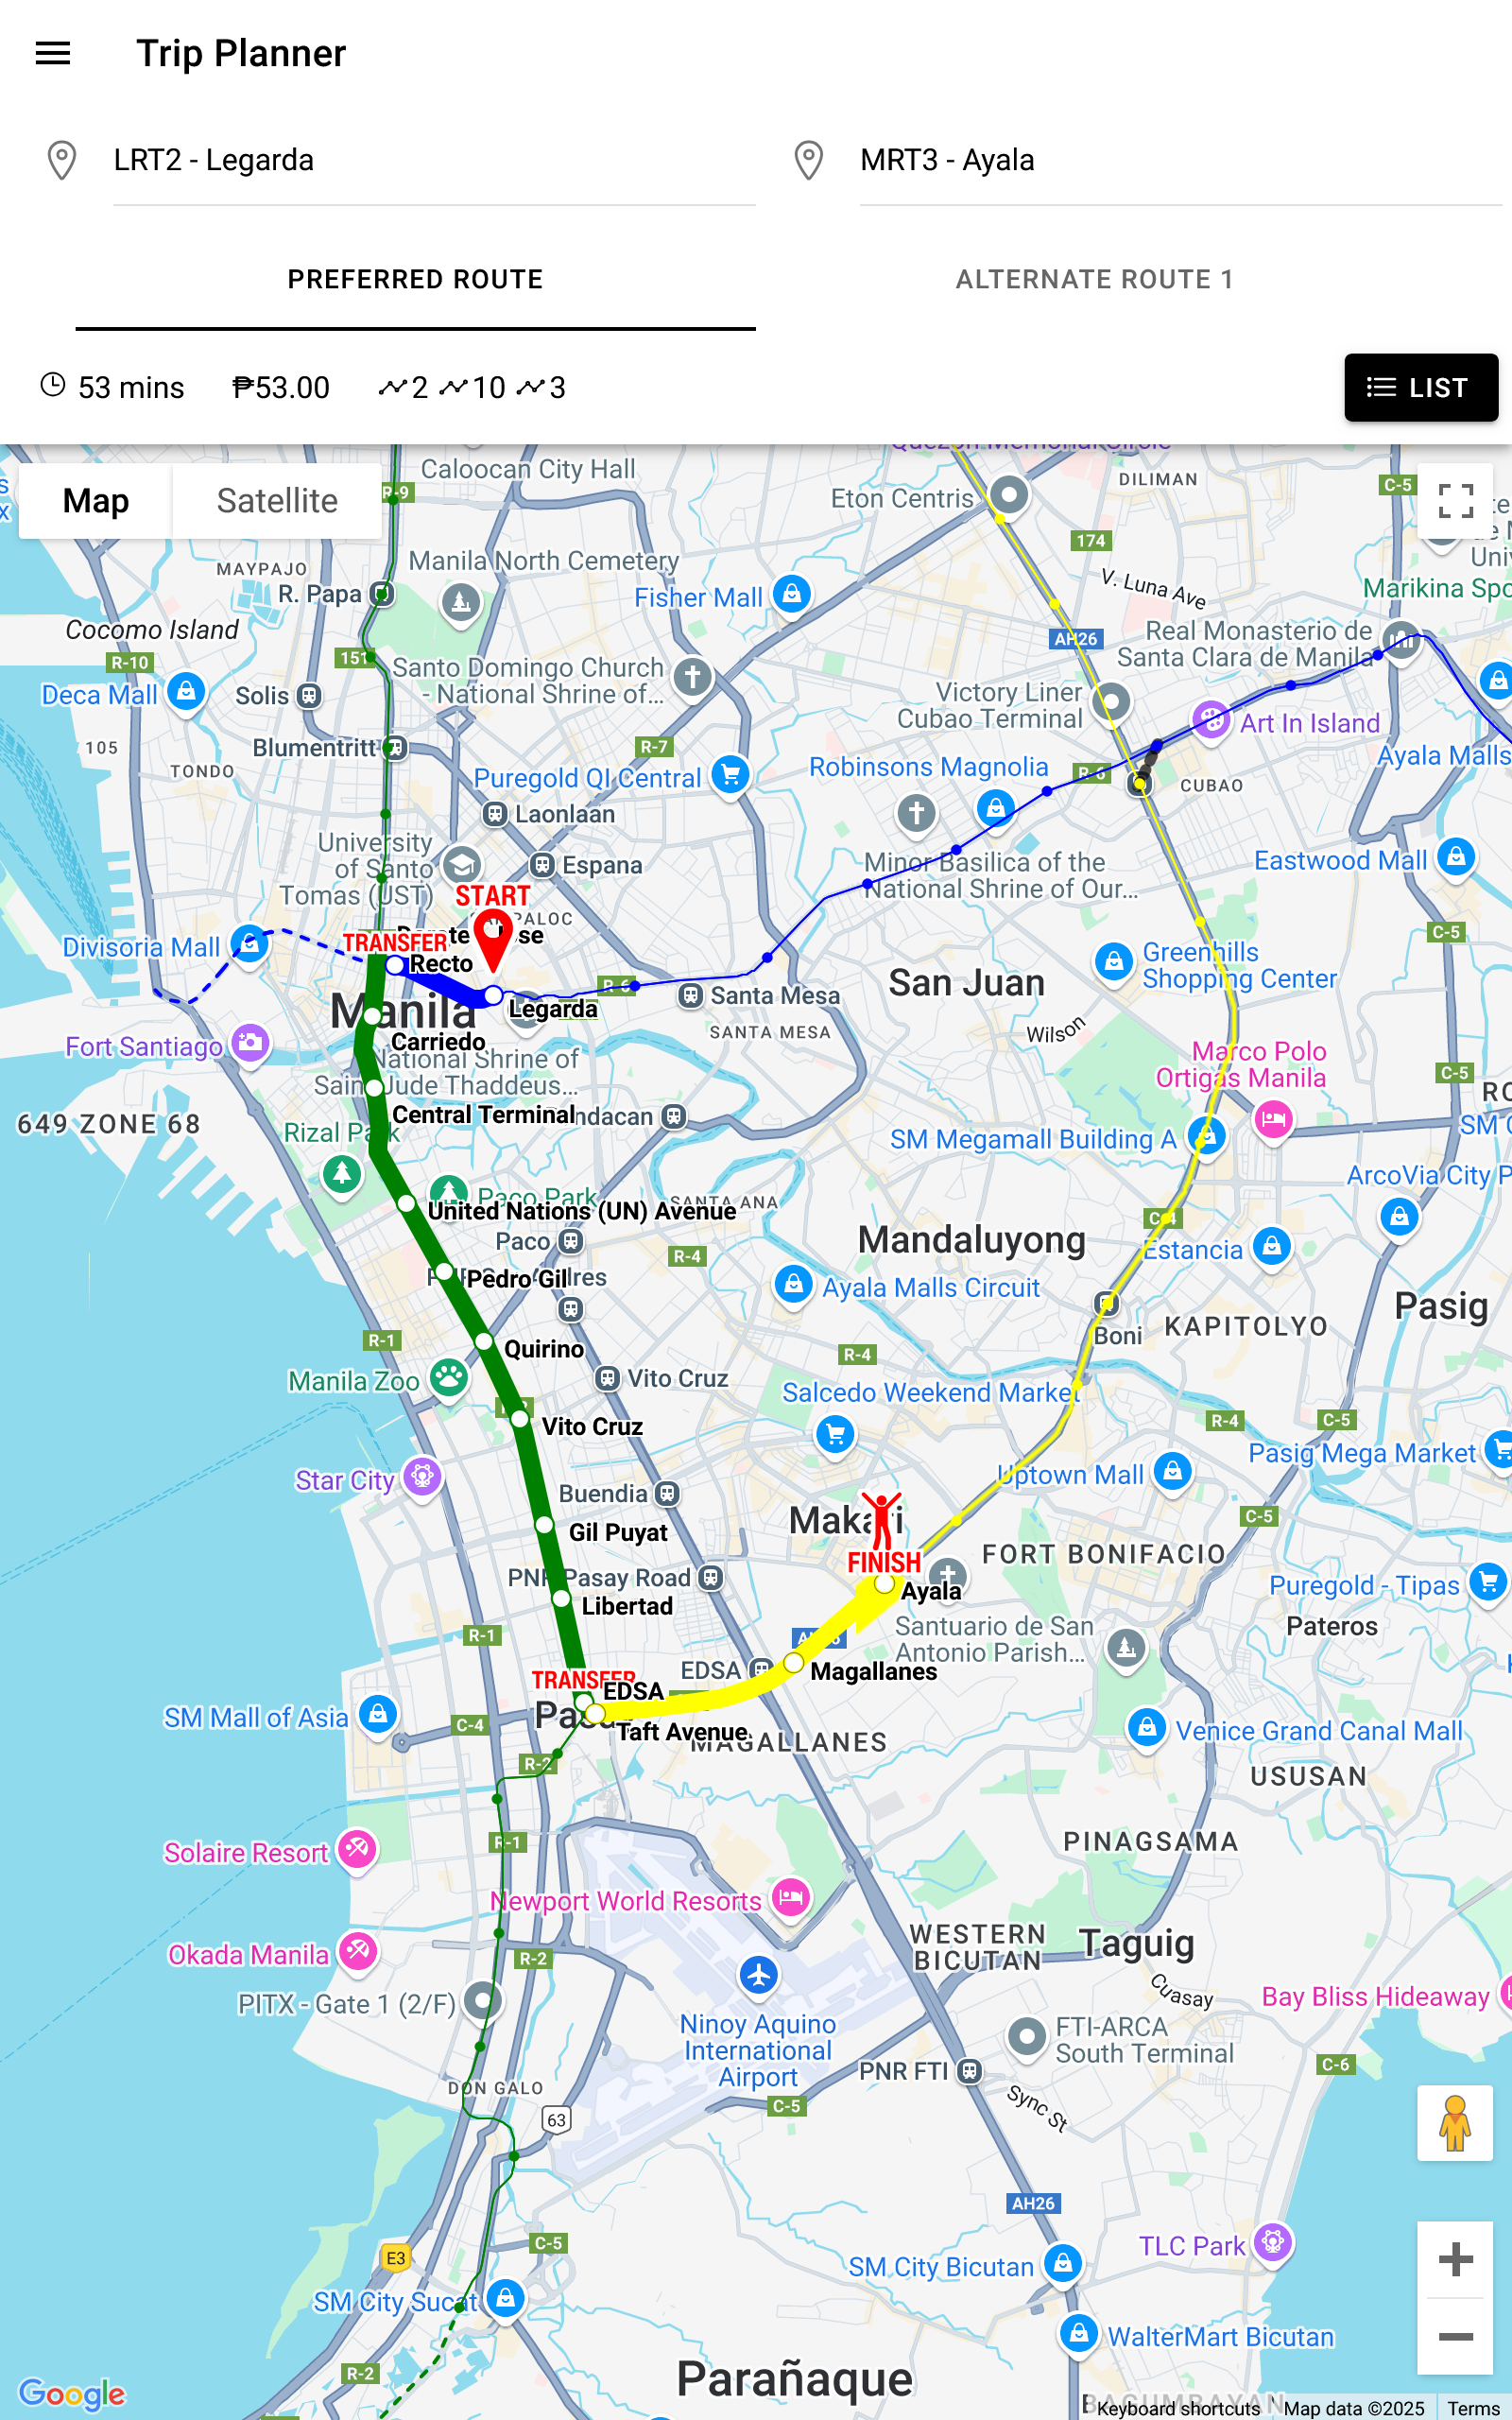 Trip Planner
LRT2 - Legarda
MRT3 - Ayala
PREFERRED ROUTE
ALTERNATE ROUTE 1
53 mins
₱53.00
2
10
3
LIST
Map
Satellite
R-9
Caloocan City Hall
Eton Centris
DILIMAN
C-5
174
MAYPAJO
Manila North Cemetery
R. Papa
Fisher Mall
V. Luna Ave
Marikina Spo
Cocomo Island
AH26
Real Monasterio de
Santa Clara de Manila
R-10
151
Santo Domingo Church
- National Shrine of...
Deca Mall
Solis
Victory Liner
Cubao Terminal
Art In Island
105
Blumentritt
R-7
Ayala Malls
TONDO
Puregold QI Central
Robinsons Magnolia
R-6
CUBAO
Laonlaan
University
of Santo
Tomas (UST)
Espana
Minor Basilica of the
National Shrine of Our...
Eastwood Mall
START
TRANSFER
Recto
Divisoria Mall
Greenhills
Shopping Center
C-5
San Juan
R-6
Santa Mesa
Legarda
Manila
SANTA MESA
Wilson
Fort Santiago
Carriedo
National Shrine of
Saint Jude Thaddeus...
Marco Polo
Ortigas Manila
C-5
649 ZONE 68
Central Terminal
Rizal Park
SM Megamall Building A
ArcoVia City P
Paco Park
SANTA ANA
United Nations (UN) Avenue
C-4
Paco
R-4
Mandaluyong
Estancia
Pedro Gil
Ayala Malls Circuit
Pasig
Boni
KAPITOLYO
R-1
Quirino
R-4
Manila Zoo
Vito Cruz
Salcedo Weekend Market
R-4
C-5
Vito Cruz
Pasig Mega Market
Star City
Uptown Mall
Buendia
Makati
C-5
Gil Puyat
FINISH
FORT BONIFACIO
PNR Pasay Road
Ayala
Puregold - Tipas
Libertad
Santuario de San
Antonio Parish...
Pateros
R-1
AH26
TRANSFER
EDSA
Magallanes
EDSA
SM Mall of Asia
C-4
Pasay
Taft Avenue
MAGALLANES
Venice Grand Canal Mall
R-2
USUSAN
R-1
PINAGSAMA
Solaire Resort
Newport World Resorts
WESTERN
BICUTAN
Taguig
Okada Manila
R-2
Cuasay
PITX - Gate 1 (2/F)
Bay Bliss Hideaway
Ninoy Aquino
International
Airport
FTI-ARCA
South Terminal
PNR FTI
C-6
DON GALO
C-5
Sync St
63
AH26
C-5
TLC Park
E3
SM City Bicutan
SM City Sucat
WalterMart Bicutan
R-2
Parañaque
Google
BAGUMBAYAN
Keyboard shortcuts
Map data ©2025
Terms